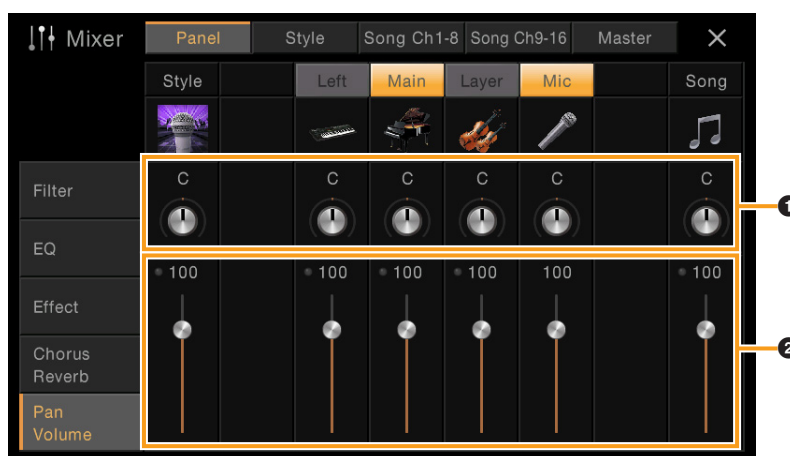 Mixer
Panel Style Song Ch1-8 Song Ch9-16 Master
Style Left Main Layer Mic Song
Filter
C C C C C C
1
EQ
100 100 100 100 100 100
Effect
2
Chorus
Reverb
Pan
Volume